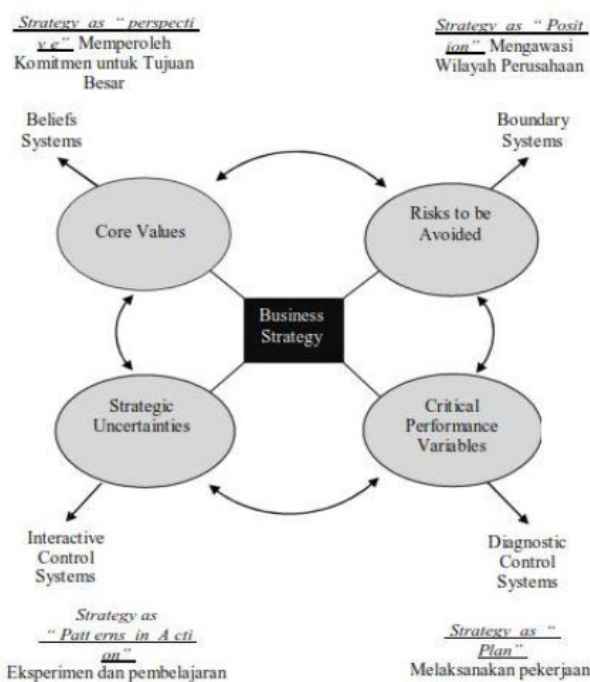 Strategy as “ perspecti
v e” Memperoleh
Komitmen untuk Tujuan
Besar
Strategy as “ Posit
ion” Mengawasi
Wilayah Perusahaan
Beliefs
Systems
Boundary
Systems
Core Values
Risks to be
Avoided
Business
Strategy
Strategic
Uncertainties
Critical
Performance
Variables
Interactive
Control
Systems
Diagnostic
Control
Systems
Strategy as
“ Patt erns in A cti
on”
Eksperimen dan pembelajaran
Strategy as “
Plan”
Melaksanakan pekerjaan